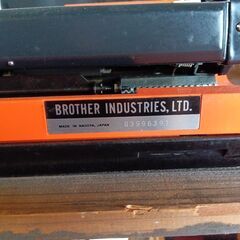 BROTHER INDUSTRIES, LTD.
MADE IN NAGOYA, JAPAN